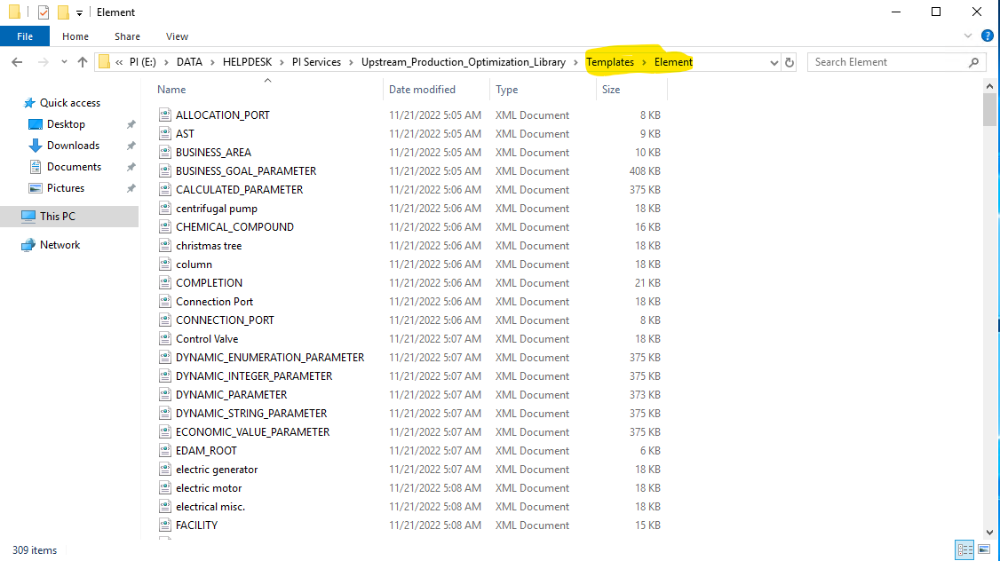 Element
File Home Share View
« PI (E:) › DATA › HELPDESK › PI Services › Upstream_Production_Optimization_Library › Templates › Element Search Element
Name Date modified Type Size
Quick access
Desktop
Downloads
Documents
Pictures
This PC
Network
ALLOCATION_PORT 11/21/2022 5:05 AM XML Document 8 KB
AST 11/21/2022 5:05 AM XML Document 9 KB
BUSINESS_AREA 11/21/2022 5:05 AM XML Document 10 KB
BUSINESS_GOAL_PARAMETER 11/21/2022 5:05 AM XML Document 408 KB
CALCULATED_PARAMETER 11/21/2022 5:06 AM XML Document 375 KB
centrifugal pump 11/21/2022 5:06 AM XML Document 18 KB
CHEMICAL_COMPOUND 11/21/2022 5:06 AM XML Document 16 KB
christmas tree 11/21/2022 5:06 AM XML Document 18 KB
column 11/21/2022 5:06 AM XML Document 18 KB
COMPLETION 11/21/2022 5:06 AM XML Document 21 KB
Connection Port 11/21/2022 5:06 AM XML Document 18 KB
CONNECTION_PORT 11/21/2022 5:06 AM XML Document 8 KB
Control Valve 11/21/2022 5:07 AM XML Document 18 KB
DYNAMIC_ENUMERATION_PARAMETER 11/21/2022 5:07 AM XML Document 375 KB
DYNAMIC_INTEGER_PARAMETER 11/21/2022 5:07 AM XML Document 375 KB
DYNAMIC_PARAMETER 11/21/2022 5:07 AM XML Document 373 KB
DYNAMIC_STRING_PARAMETER 11/21/2022 5:07 AM XML Document 375 KB
ECONOMIC_VALUE_PARAMETER 11/21/2022 5:07 AM XML Document 375 KB
EDAM_ROOT 11/21/2022 5:07 AM XML Document 6 KB
electric generator 11/21/2022 5:07 AM XML Document 18 KB
electric motor 11/21/2022 5:08 AM XML Document 18 KB
electrical misc. 11/21/2022 5:08 AM XML Document 18 KB
FACILITY 11/21/2022 5:08 AM XML Document 15 KB
309 items